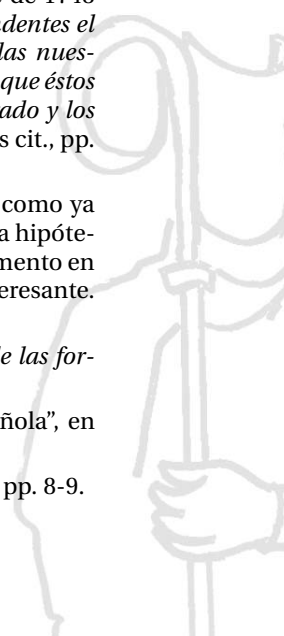 de 1748
ndentes el
las nues-
que éstos
ado y los
s cit., pp.
como ya
a hipóte-
mento en
eresante.
le las for-
ñola”, en
pp. 8-9.